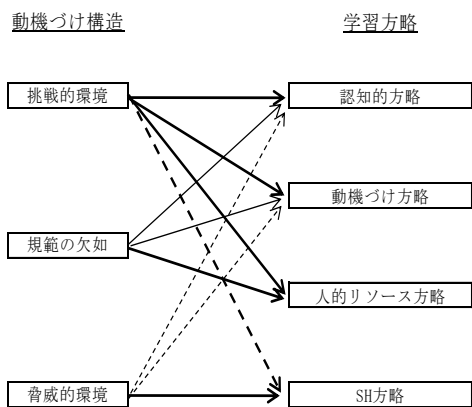 動機づけ構造
学習方略
挑戦的環境
認知的方略
動機づけ方略
規範の欠如
人的リソース方略
脅威的環境
SH方略